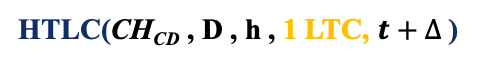 HTLC(CH_CD , D , h , 1 LTC, t + Δ )